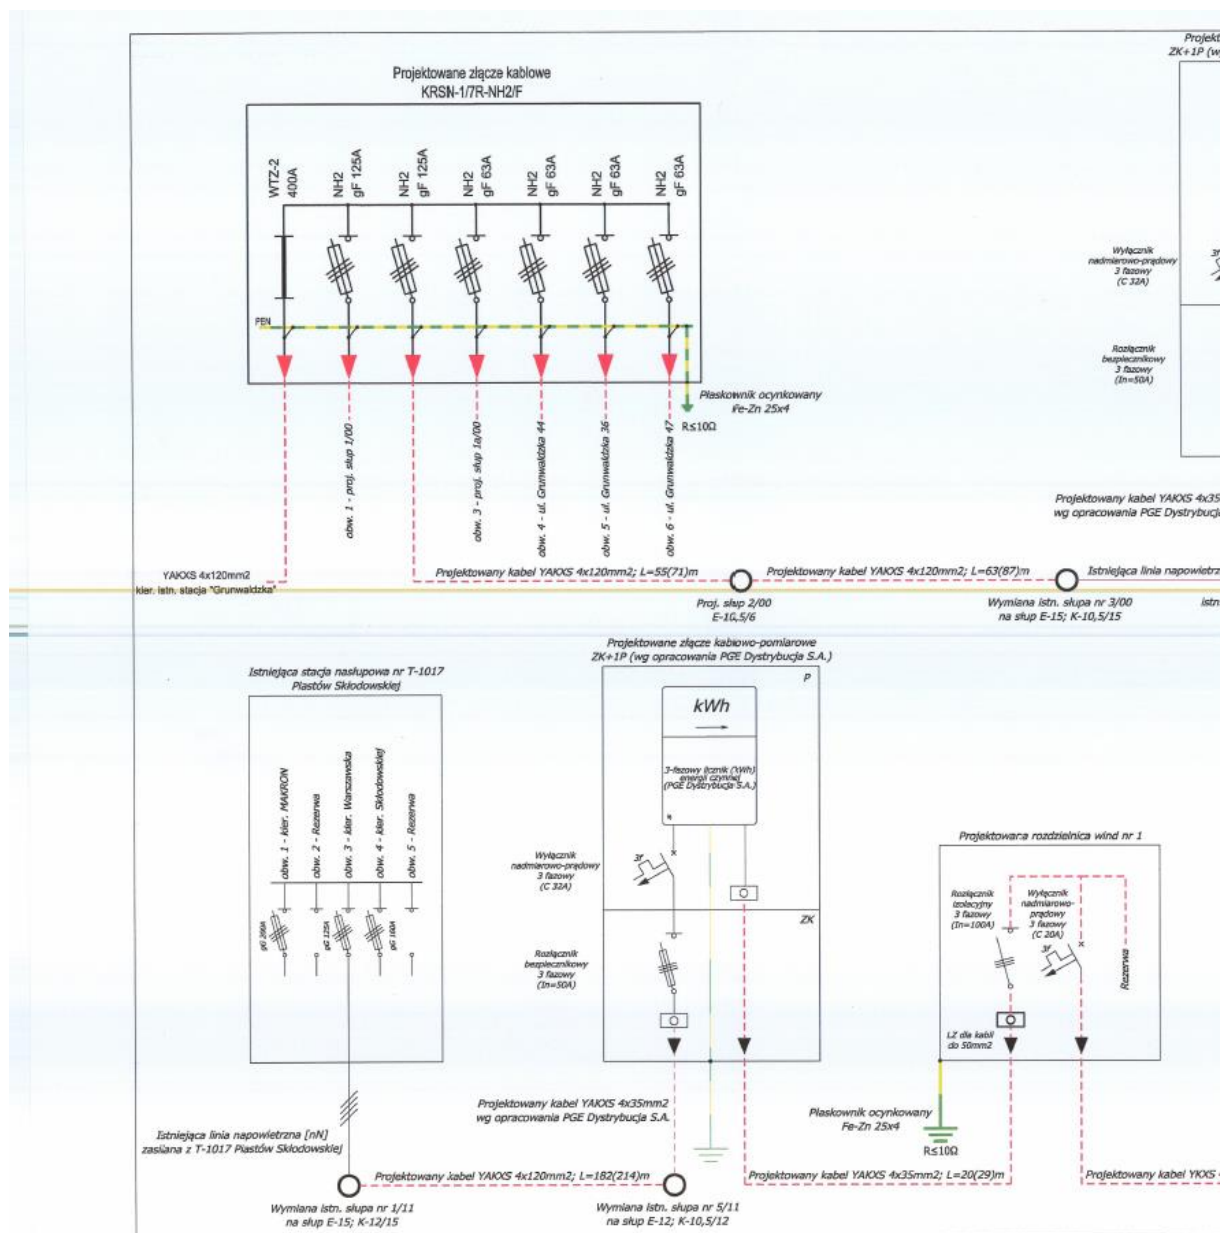 Projektowane złącze kablowe
KRSN-1/7R-NH2/F
WTZ-2
400A
NH2
gF 125A
NH2
gF 125A
NH2
gF 63A
NH2
gF 63A
NH2
gF 63A
NH2
gF 63A
PEN
Płaskownik ocynkowany
Fe-Zn 25x4
R≤10Ω
obw. 1 - proj. słup 1/00
obw. 3 - proj. słup 1a/00
obw. 4 - ul. Grunwaldzka 44
obw. 5 - ul. Grunwaldzka 36
obw. 6 - ul. Grunwaldzka 47
Projekt
ZK+1P (w
Wyłącznik
nadmiarowo-prądowy
3 fazowy
(C 32A)
3f
Rozłącznik
bezpiecznikowy
3 fazowy
(In=50A)
Projektowany kabel YAKXS 4x35
wg opracowania PGE Dystrybucja
YAKXS 4x120mm2
kier. istn. stacja "Grunwaldzka"
Projektowany kabel YAKXS 4x120mm2; L=55(71)m
Projektowany kabel YAKXS 4x120mm2; L=63(87)m
Istniejąca linia napowietrz
Proj. słup 2/00
E-10,5/6
Wymiana istn. słupa nr 3/00
na słup E-15; K-10,5/15
istn
Istniejąca stacja nasłupowa nr T-1017
Piastów Skłodowskiej
obw. 1 - kier. MAKRON
obw. 2 - Rezerwa
obw. 3 - kier. Warszawska
obw. 4 - kier. Skłodowskiej
obw. 5 - Rezerwa
gG 125A
gG 160A
Istniejąca linia napowietrzna [nN]
zasilana z T-1017 Piastów Skłodowskiej
Projektowane złącze kablowo-pomiarowe
ZK+1P (wg opracowania PGE Dystrybucja S.A.)
P
kWh
3-fazowy licznik (kWh)
energii czynnej
(PGE Dystrybucja S.A.)
Wyłącznik
nadmiarowo-prądowy
3 fazowy
(C 32A)
3f
ZK
Rozłącznik
bezpiecznikowy
3 fazowy
(In=50A)
Projektowany kabel YAKXS 4x35mm2
wg opracowania PGE Dystrybucja S.A.
Projektowana rozdzielnica wind nr 1
Rozłącznik
izolacyjny
3 fazowy
(In=100A)
Wyłącznik
nadmiarowo-
prądowy
3 fazowy
(C 20A)
3f
Rezerwa
LZ dla kabli
do 50mm2
Płaskownik ocynkowany
Fe-Zn 25x4
R≤10Ω
Projektowany kabel YAKXS 4x120mm2; L=182(214)m
Projektowany kabel YAKXS 4x35mm2; L=20(29)m
Projektowany kabel YKXS
Wymiana istn. słupa nr 1/11
na słup E-15; K-12/15
Wymiana istn. słupa nr 5/11
na słup E-12; K-10,5/12